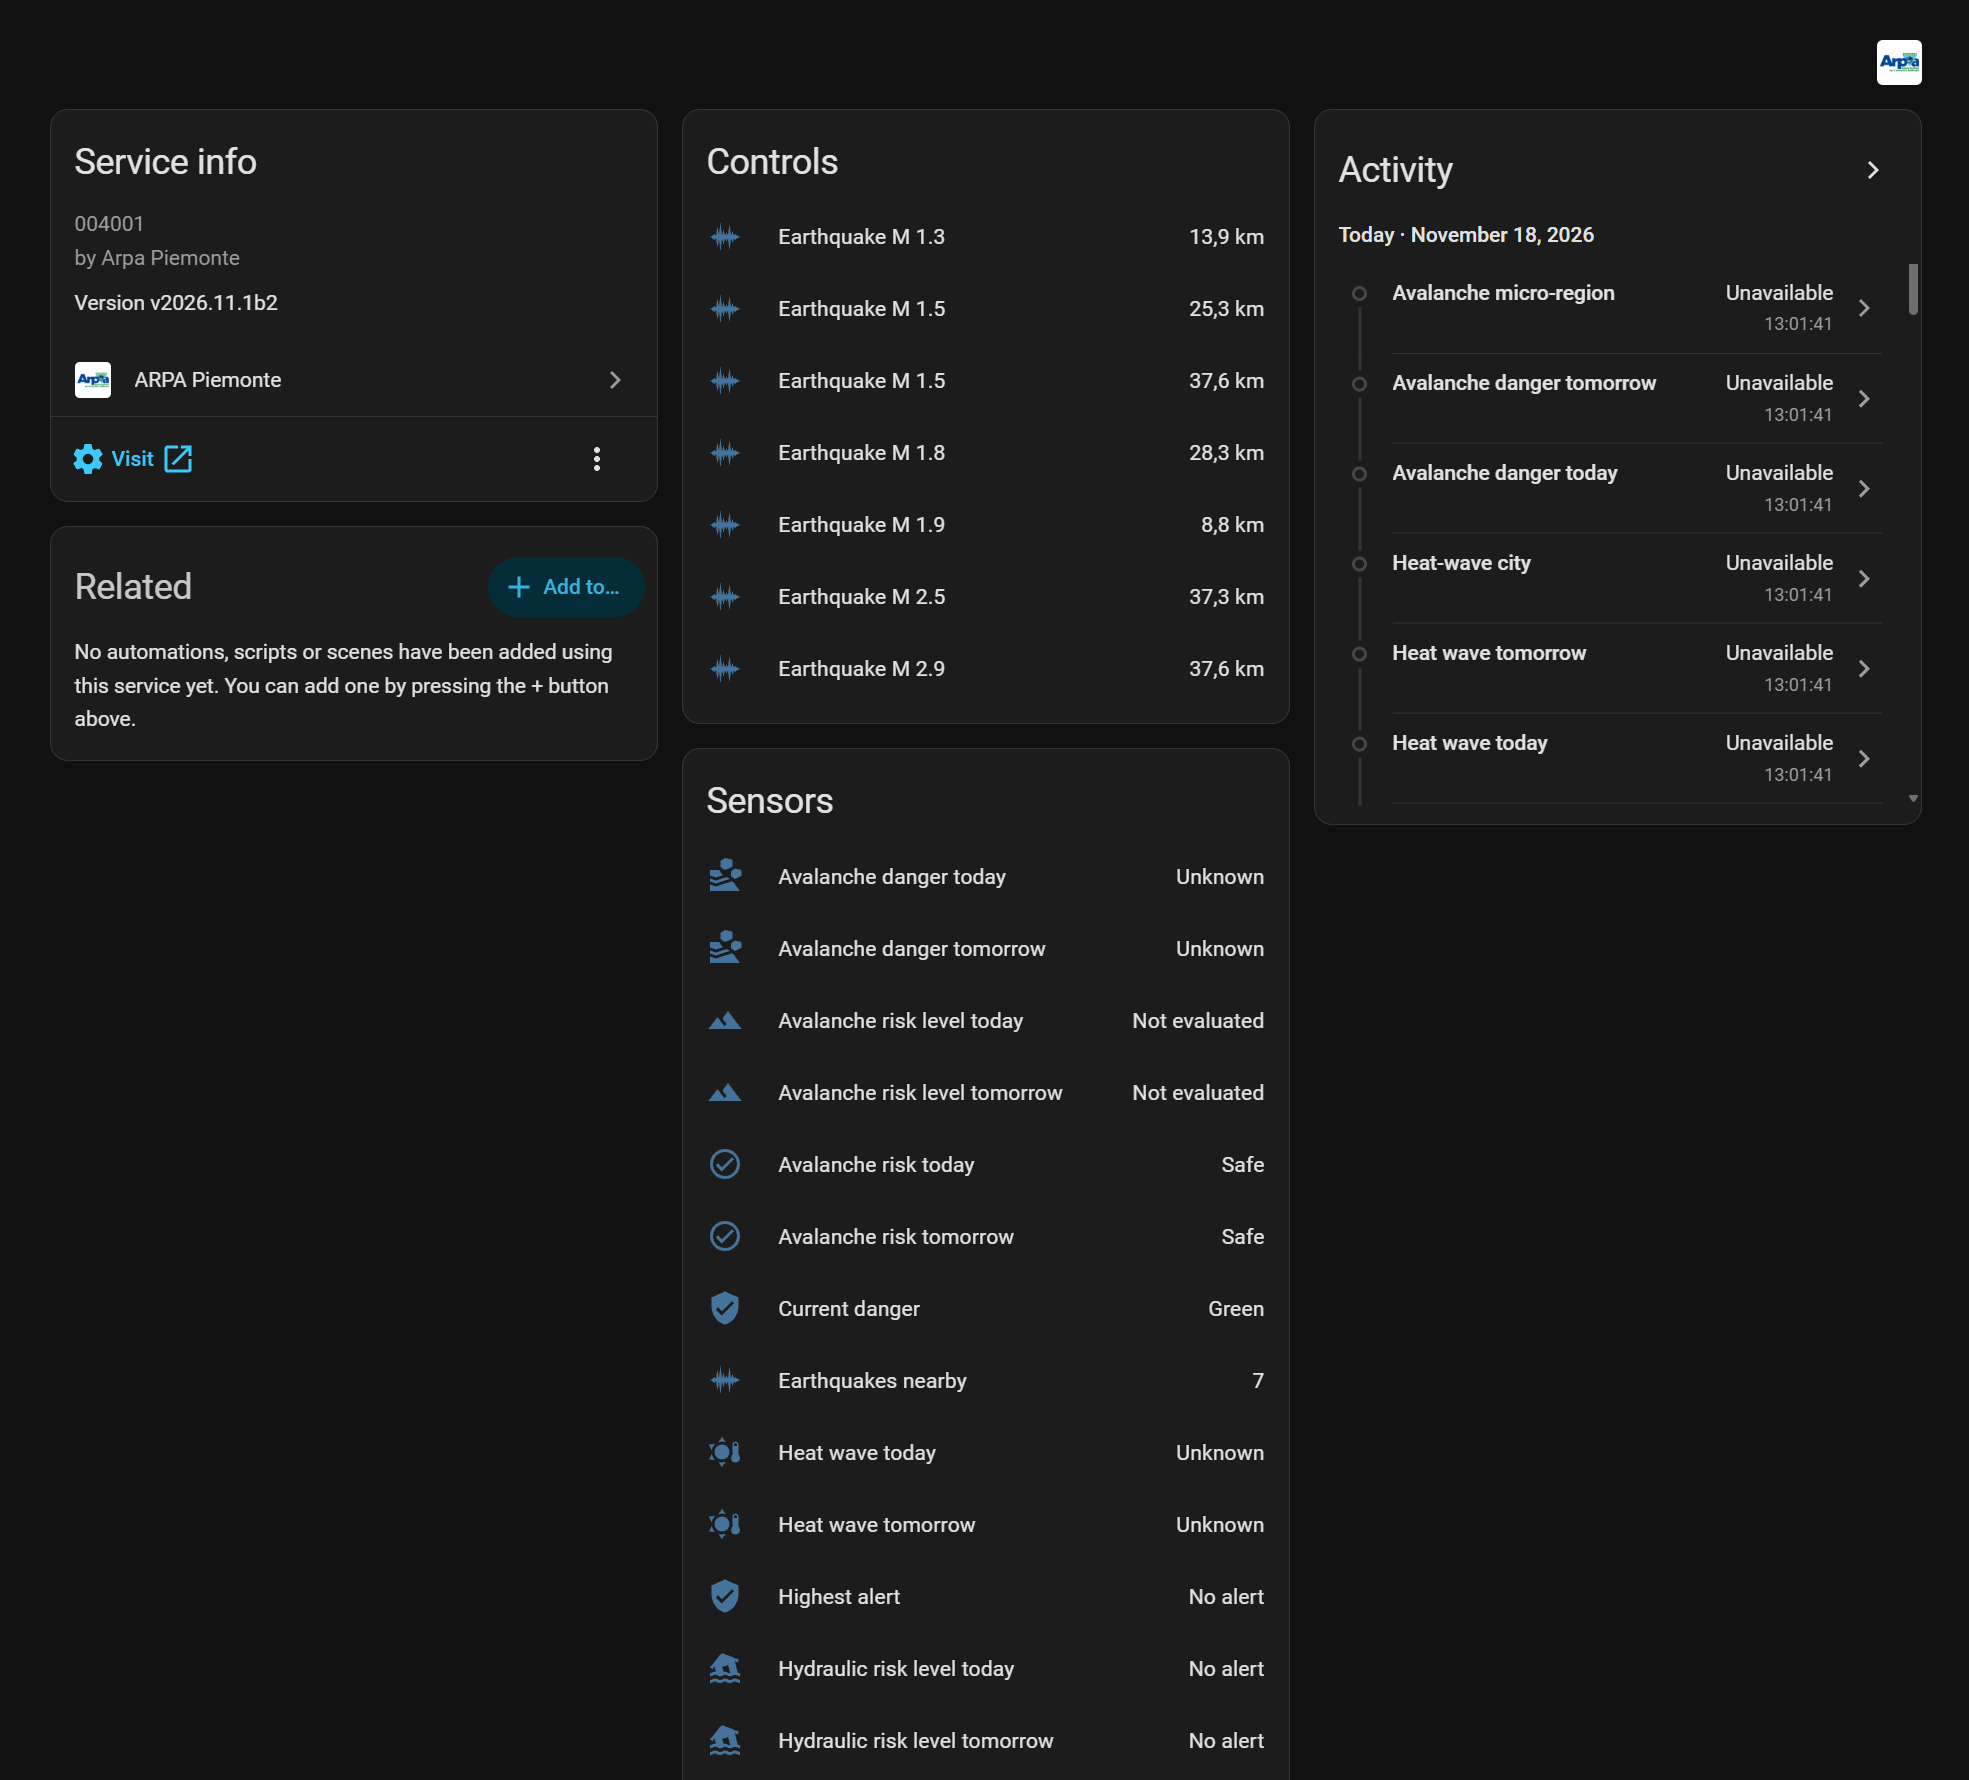 Arpa
Service info
004001
by Arpa Piemonte
Version v2026.11.1b2
Arpa
ARPA Piemonte
Visit
Related
Add to...
No automations, scripts or scenes have been added using
this service yet. You can add one by pressing the + button
above.
Controls
Earthquake M 1.3 13,9 km
Earthquake M 1.5 25,3 km
Earthquake M 1.5 37,6 km
Earthquake M 1.8 28,3 km
Earthquake M 1.9 8,8 km
Earthquake M 2.5 37,3 km
Earthquake M 2.9 37,6 km
Sensors
Avalanche danger today Unknown
Avalanche danger tomorrow Unknown
Avalanche risk level today Not evaluated
Avalanche risk level tomorrow Not evaluated
Avalanche risk today Safe
Avalanche risk tomorrow Safe
Current danger Green
Earthquakes nearby 7
Heat wave today Unknown
Heat wave tomorrow Unknown
Highest alert No alert
Hydraulic risk level today No alert
Hydraulic risk level tomorrow No alert
Activity
Today · November 18, 2026
Avalanche micro-region Unavailable
13:01:41
Avalanche danger tomorrow Unavailable
13:01:41
Avalanche danger today Unavailable
13:01:41
Heat-wave city Unavailable
13:01:41
Heat wave tomorrow Unavailable
13:01:41
Heat wave today Unavailable
13:01:41